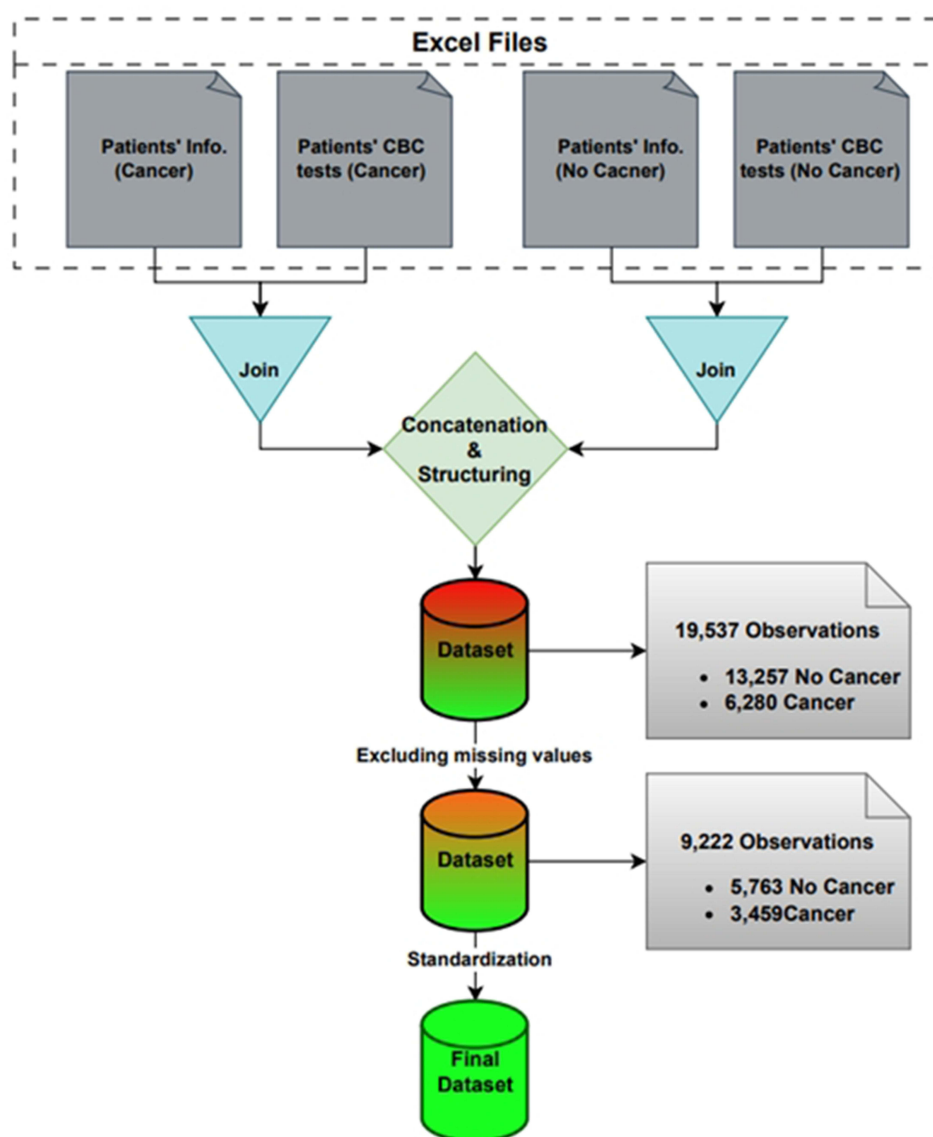 Excel Files
Patients' Info.
(Cancer)
Patients' CBC
tests (Cancer)
Patients' Info.
(No Cacner)
Patients' CBC
tests (No Cancer)
Join
Join
Concatenation
&
Structuring
Dataset
19,537 Observations
• 13,257 No Cancer
• 6,280 Cancer
Excluding missing values
Dataset
9,222 Observations
• 5,763 No Cancer
• 3,459Cancer
Standardization
Final
Dataset